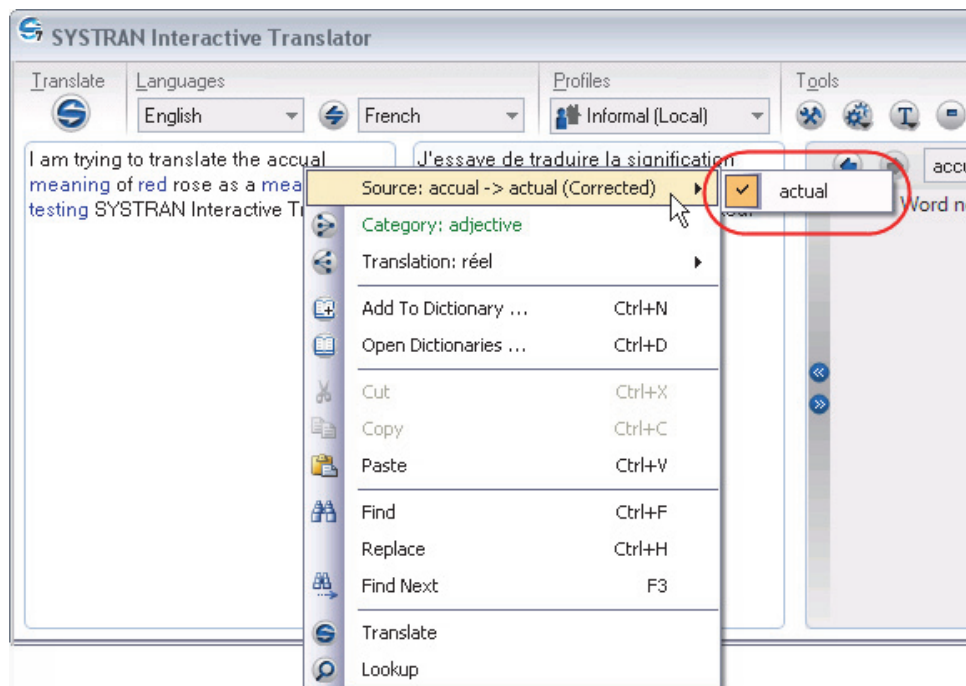 SYSTRAN Interactive Translator
Translate Languages Profiles Tools
English French Informal (Local)
I am trying to translate the accual
meaning of red rose as a mea
testing SYSTRAN Interactive Tr
J'essaye de traduire la signification
accu
Word n
Source: accual -> actual (Corrected)
actual
Category: adjective
Translation: réel
Add To Dictionary ... Ctrl+N
Open Dictionaries ... Ctrl+D
Cut Ctrl+X
Copy Ctrl+C
Paste Ctrl+V
Find Ctrl+F
Replace Ctrl+H
Find Next F3
Translate
Lookup